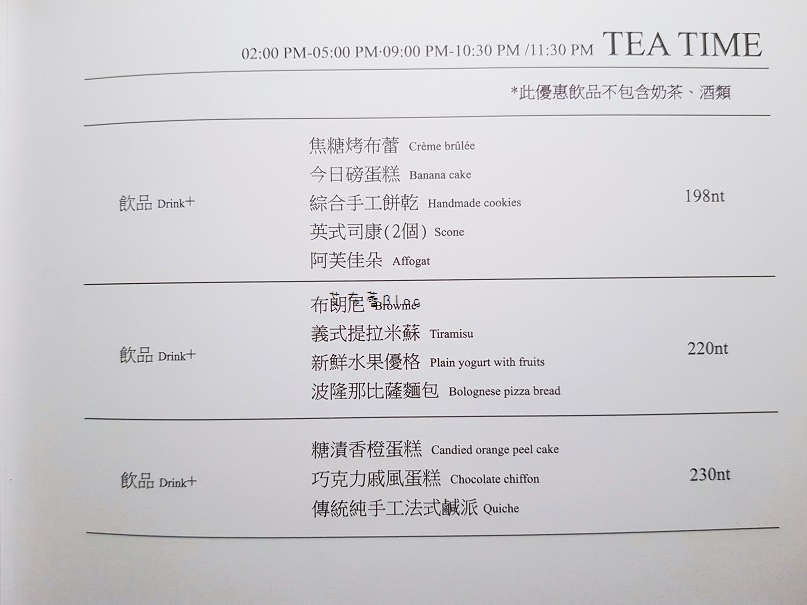 02:00 PM-05:00 PM·09:00 PM-10:30 PM /11:30 PM TEA TIME
*此優惠飲品不包含奶茶、酒類
焦糖烤布蕾 Crème brûlée
今日磅蛋糕 Banana cake
飲品 Drink+ 綜合手工餅乾 Handmade cookies 198nt
英式司康(2個) Scone
阿芙佳朵 Affogat
布朗尼 Brownie
義式提拉米蘇 Tiramisu
飲品 Drink+ 新鮮水果優格 Plain yogurt with fruits 220nt
波隆那比薩麵包 Bolognese pizza bread
糖漬香橙蛋糕 Candied orange peel cake
飲品 Drink+ 巧克力戚風蛋糕 Chocolate chiffon 230nt
傳統純手工法式鹹派 Quiche